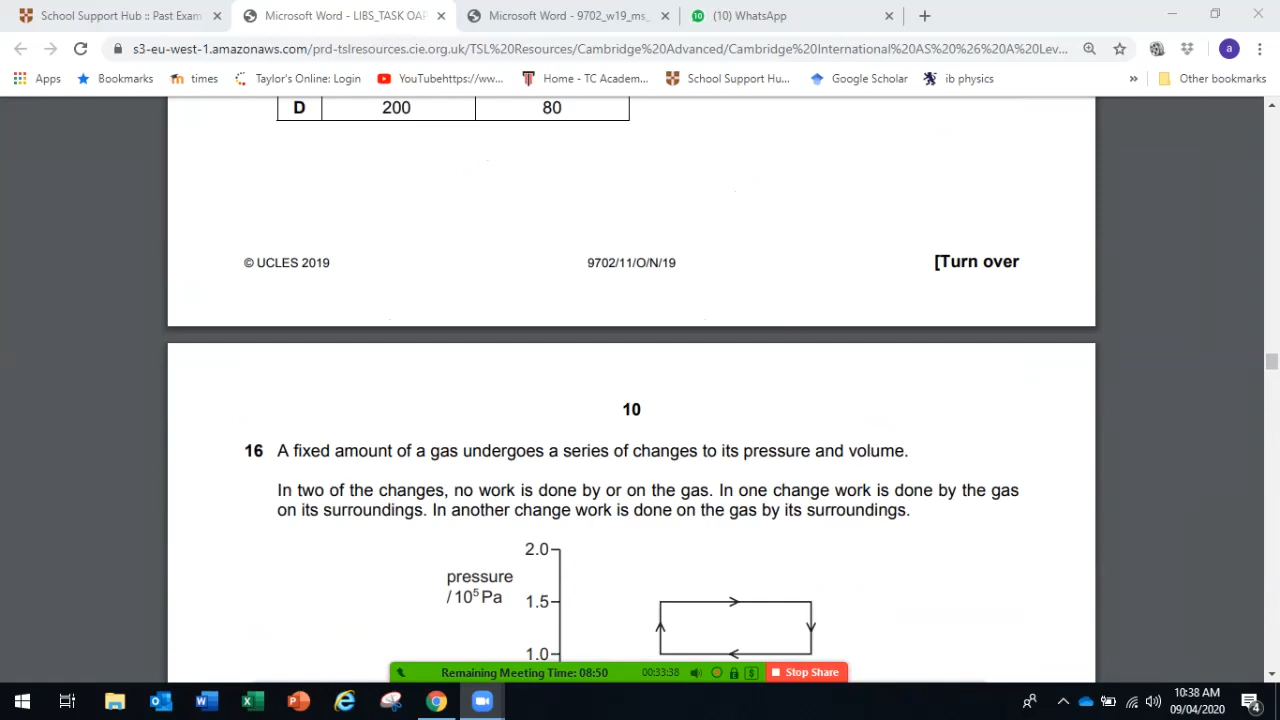 School Support Hub :: Past Exam
Microsoft Word - LIBS_TASK OAP
Microsoft Word - 9702_w19_ms_
(10) WhatsApp
s3-eu-west-1.amazonaws.com/prd-tslresources.cie.org.uk/TSL%20Resources/Cambridge%20Advanced/Cambridge%20International%20AS%20%26%20A%20Lev...
a
Apps
Bookmarks
times
Taylor's Online: Login
YouTubehttps://ww...
Home - TC Academ...
School Support Hu...
Google Scholar
ib physics
»
Other bookmarks
D 200 80
© UCLES 2019
9702/11/O/N/19
[Turn over
10
16 A fixed amount of a gas undergoes a series of changes to its pressure and volume.
In two of the changes, no work is done by or on the gas. In one change work is done by the gas
on its surroundings. In another change work is done on the gas by its surroundings.
2.0
pressure
/ 10⁵ Pa
1.5
1.0
Remaining Meeting Time: 08:50
00:33:38
Stop Share
10:38 AM
09/04/2020
4